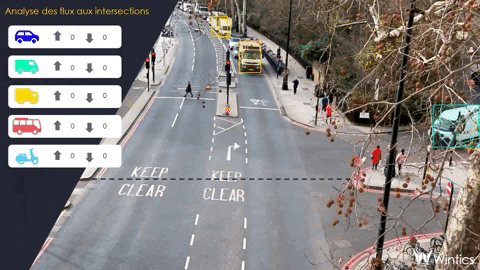 Analyse des flux aux intersections
0 0
0 0
0 0
0 0
0 0
KEEP KEEP
CLEAR CLEAR
Wintics